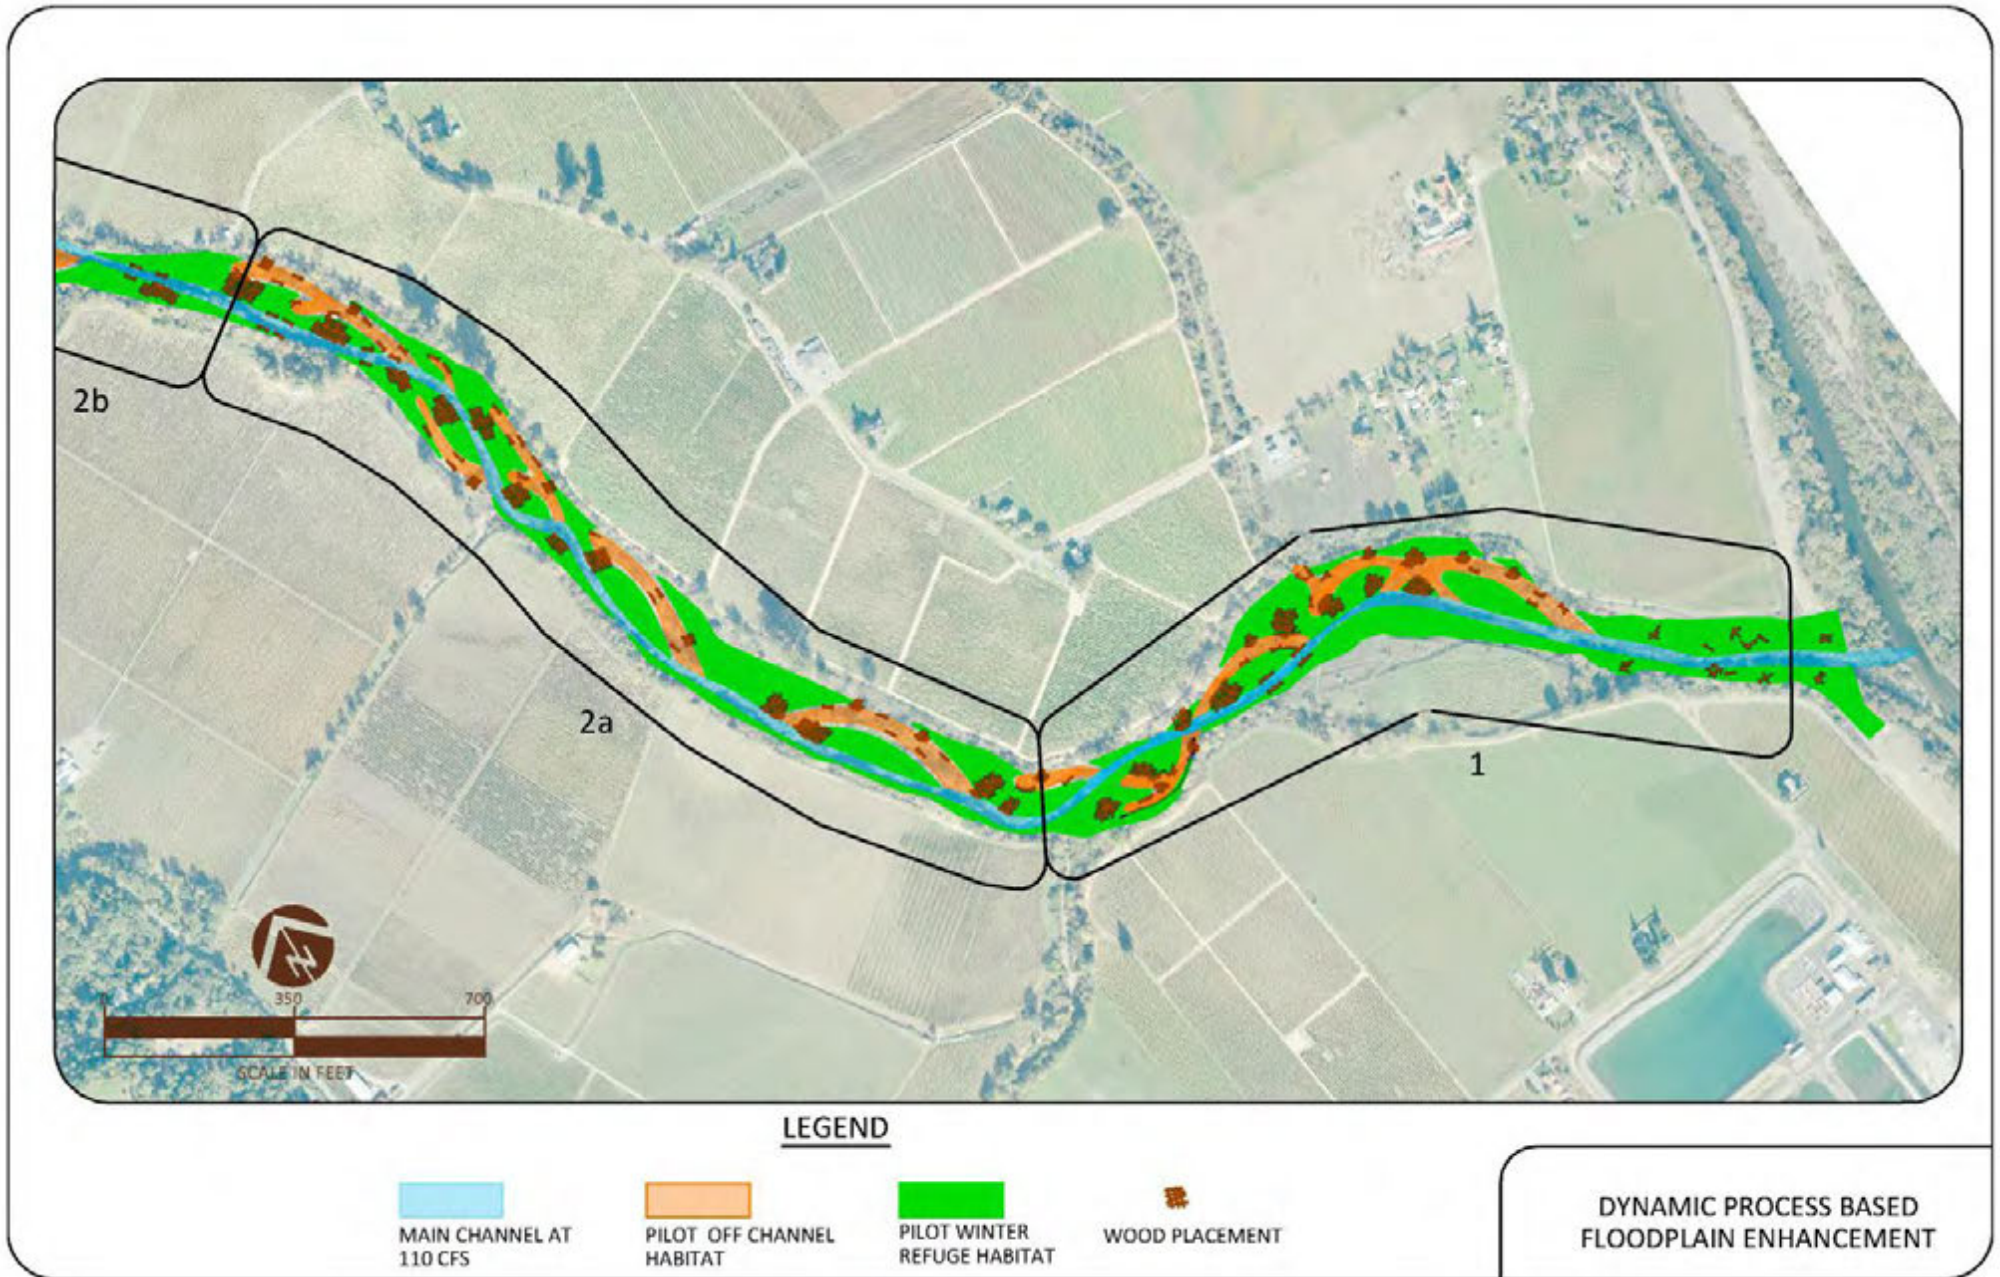 2b
2a
1
0 350 700
SCALE IN FEET
LEGEND
MAIN CHANNEL AT
110 CFS
PILOT OFF CHANNEL
HABITAT
PILOT WINTER
REFUGE HABITAT
WOOD PLACEMENT
DYNAMIC PROCESS BASED
FLOODPLAIN ENHANCEMENT